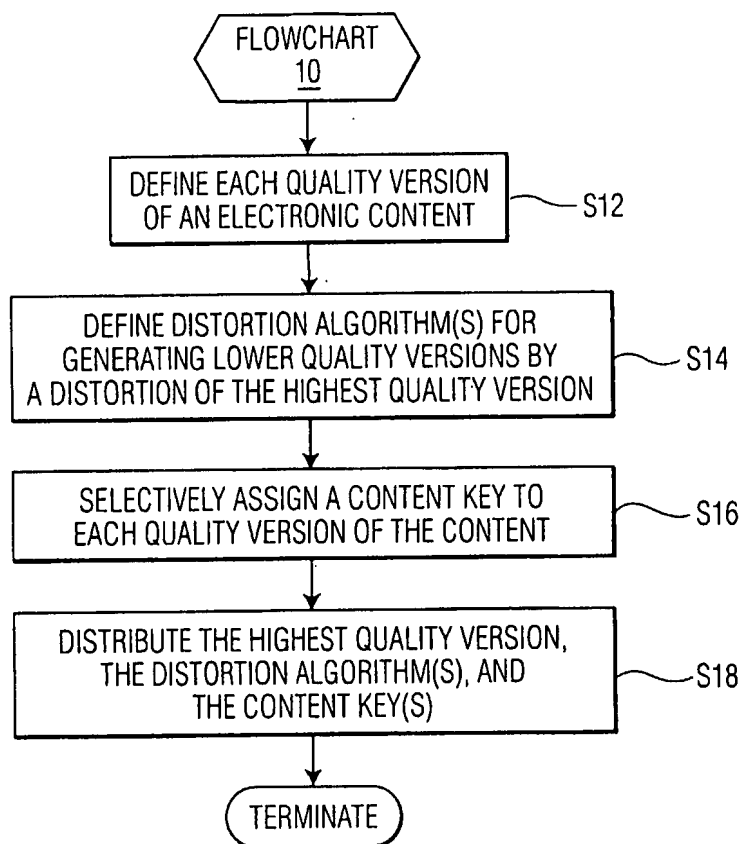 FLOWCHART
10
DEFINE EACH QUALITY VERSION
OF AN ELECTRONIC CONTENT
S12
DEFINE DISTORTION ALGORITHM(S) FOR
GENERATING LOWER QUALITY VERSIONS BY
A DISTORTION OF THE HIGHEST QUALITY VERSION
S14
SELECTIVELY ASSIGN A CONTENT KEY TO
EACH QUALITY VERSION OF THE CONTENT
S16
DISTRIBUTE THE HIGHEST QUALITY VERSION,
THE DISTORTION ALGORITHM(S), AND
THE CONTENT KEY(S)
S18
TERMINATE